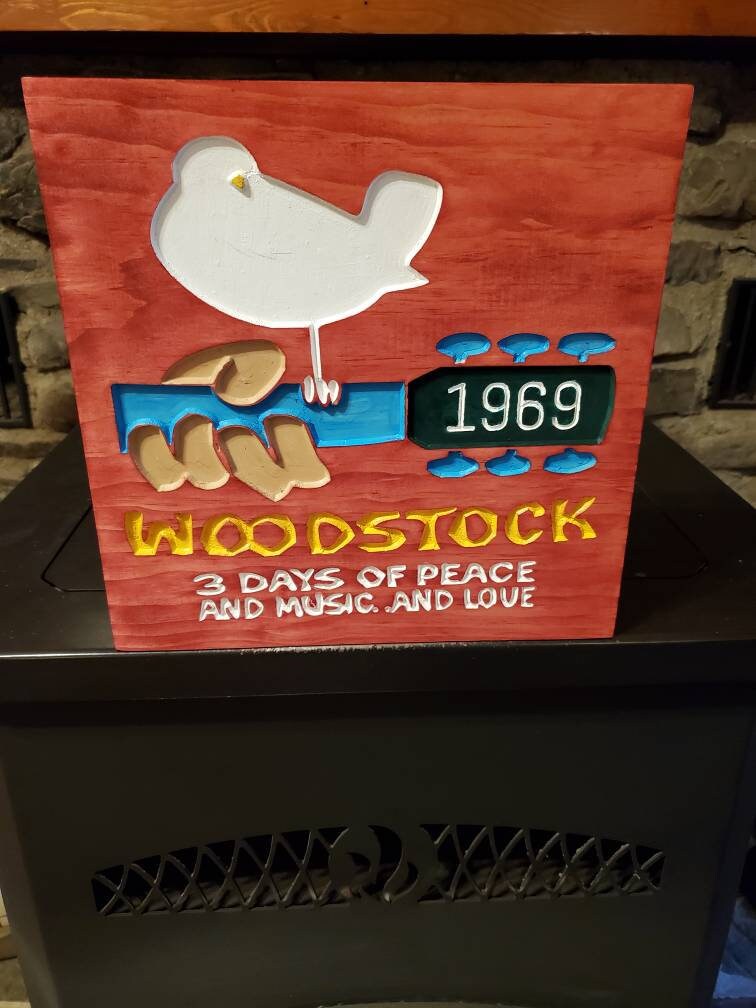 1969
WOODSTOCK
3 DAYS OF PEACE
AND MUSIC..AND LOVE